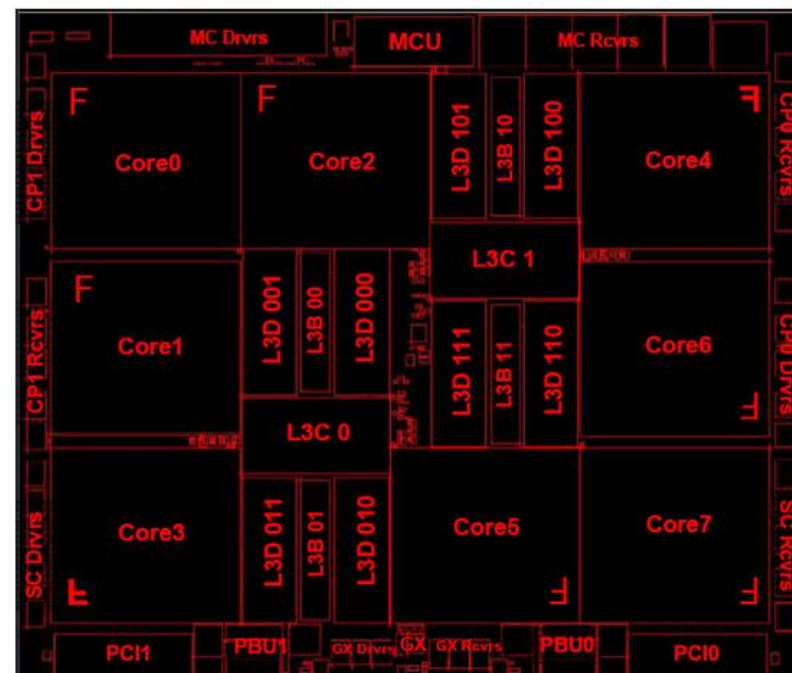 MC Drvrs
MCU
MC Rcvrs
CP1 Drvrs
F
Core0
F
Core2
L3D 101
L3B 10
L3D 100
F
Core4
CP0 Rcvrs
L3C 1
CP1 Rcvrs
F
Core1
L3D 001
L3B 00
L3D 000
L3D 111
L3B 11
L3D 110
Core6
F
CP0 Drvrs
L3C 0
SC Drvrs
Core3
F
L3D 011
L3B 01
L3D 010
Core5
F
Core7
F
SC Rcvrs
PCI1
PBU1
GX Drvrs
GX
GX Rcvrs
PBU0
PCI0